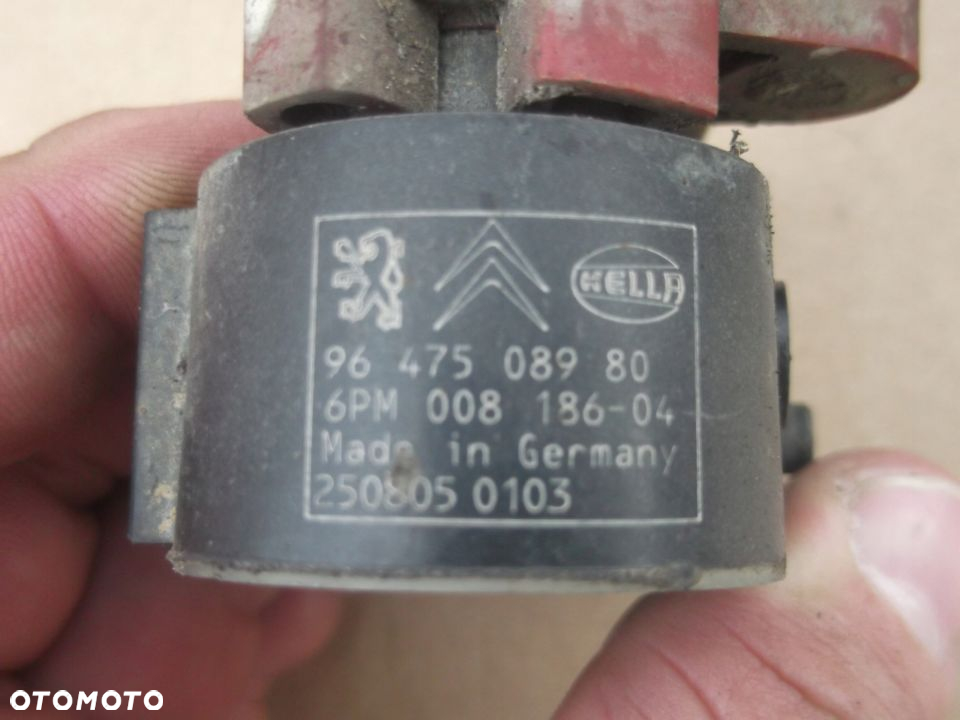 HELLA
96 475 089 80
6PM 008 186-04
Made in Germany
250805 0103
OTOMOTO